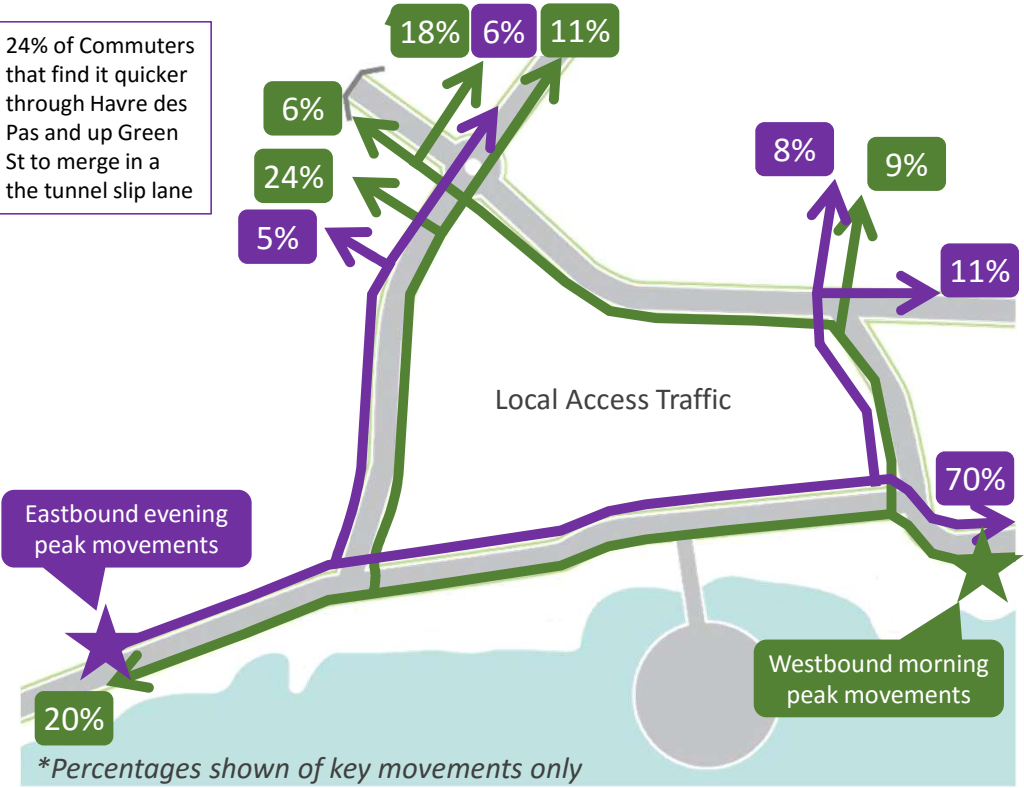 24% of Commuters
that find it quicker
through Havre des
Pas and up Green
St to merge in a
the tunnel slip lane
18%
6%
11%
6%
24%
5%
8%
9%
11%
Local Access Traffic
70%
Eastbound evening
peak movements
Westbound morning
peak movements
20%
*Percentages shown of key movements only